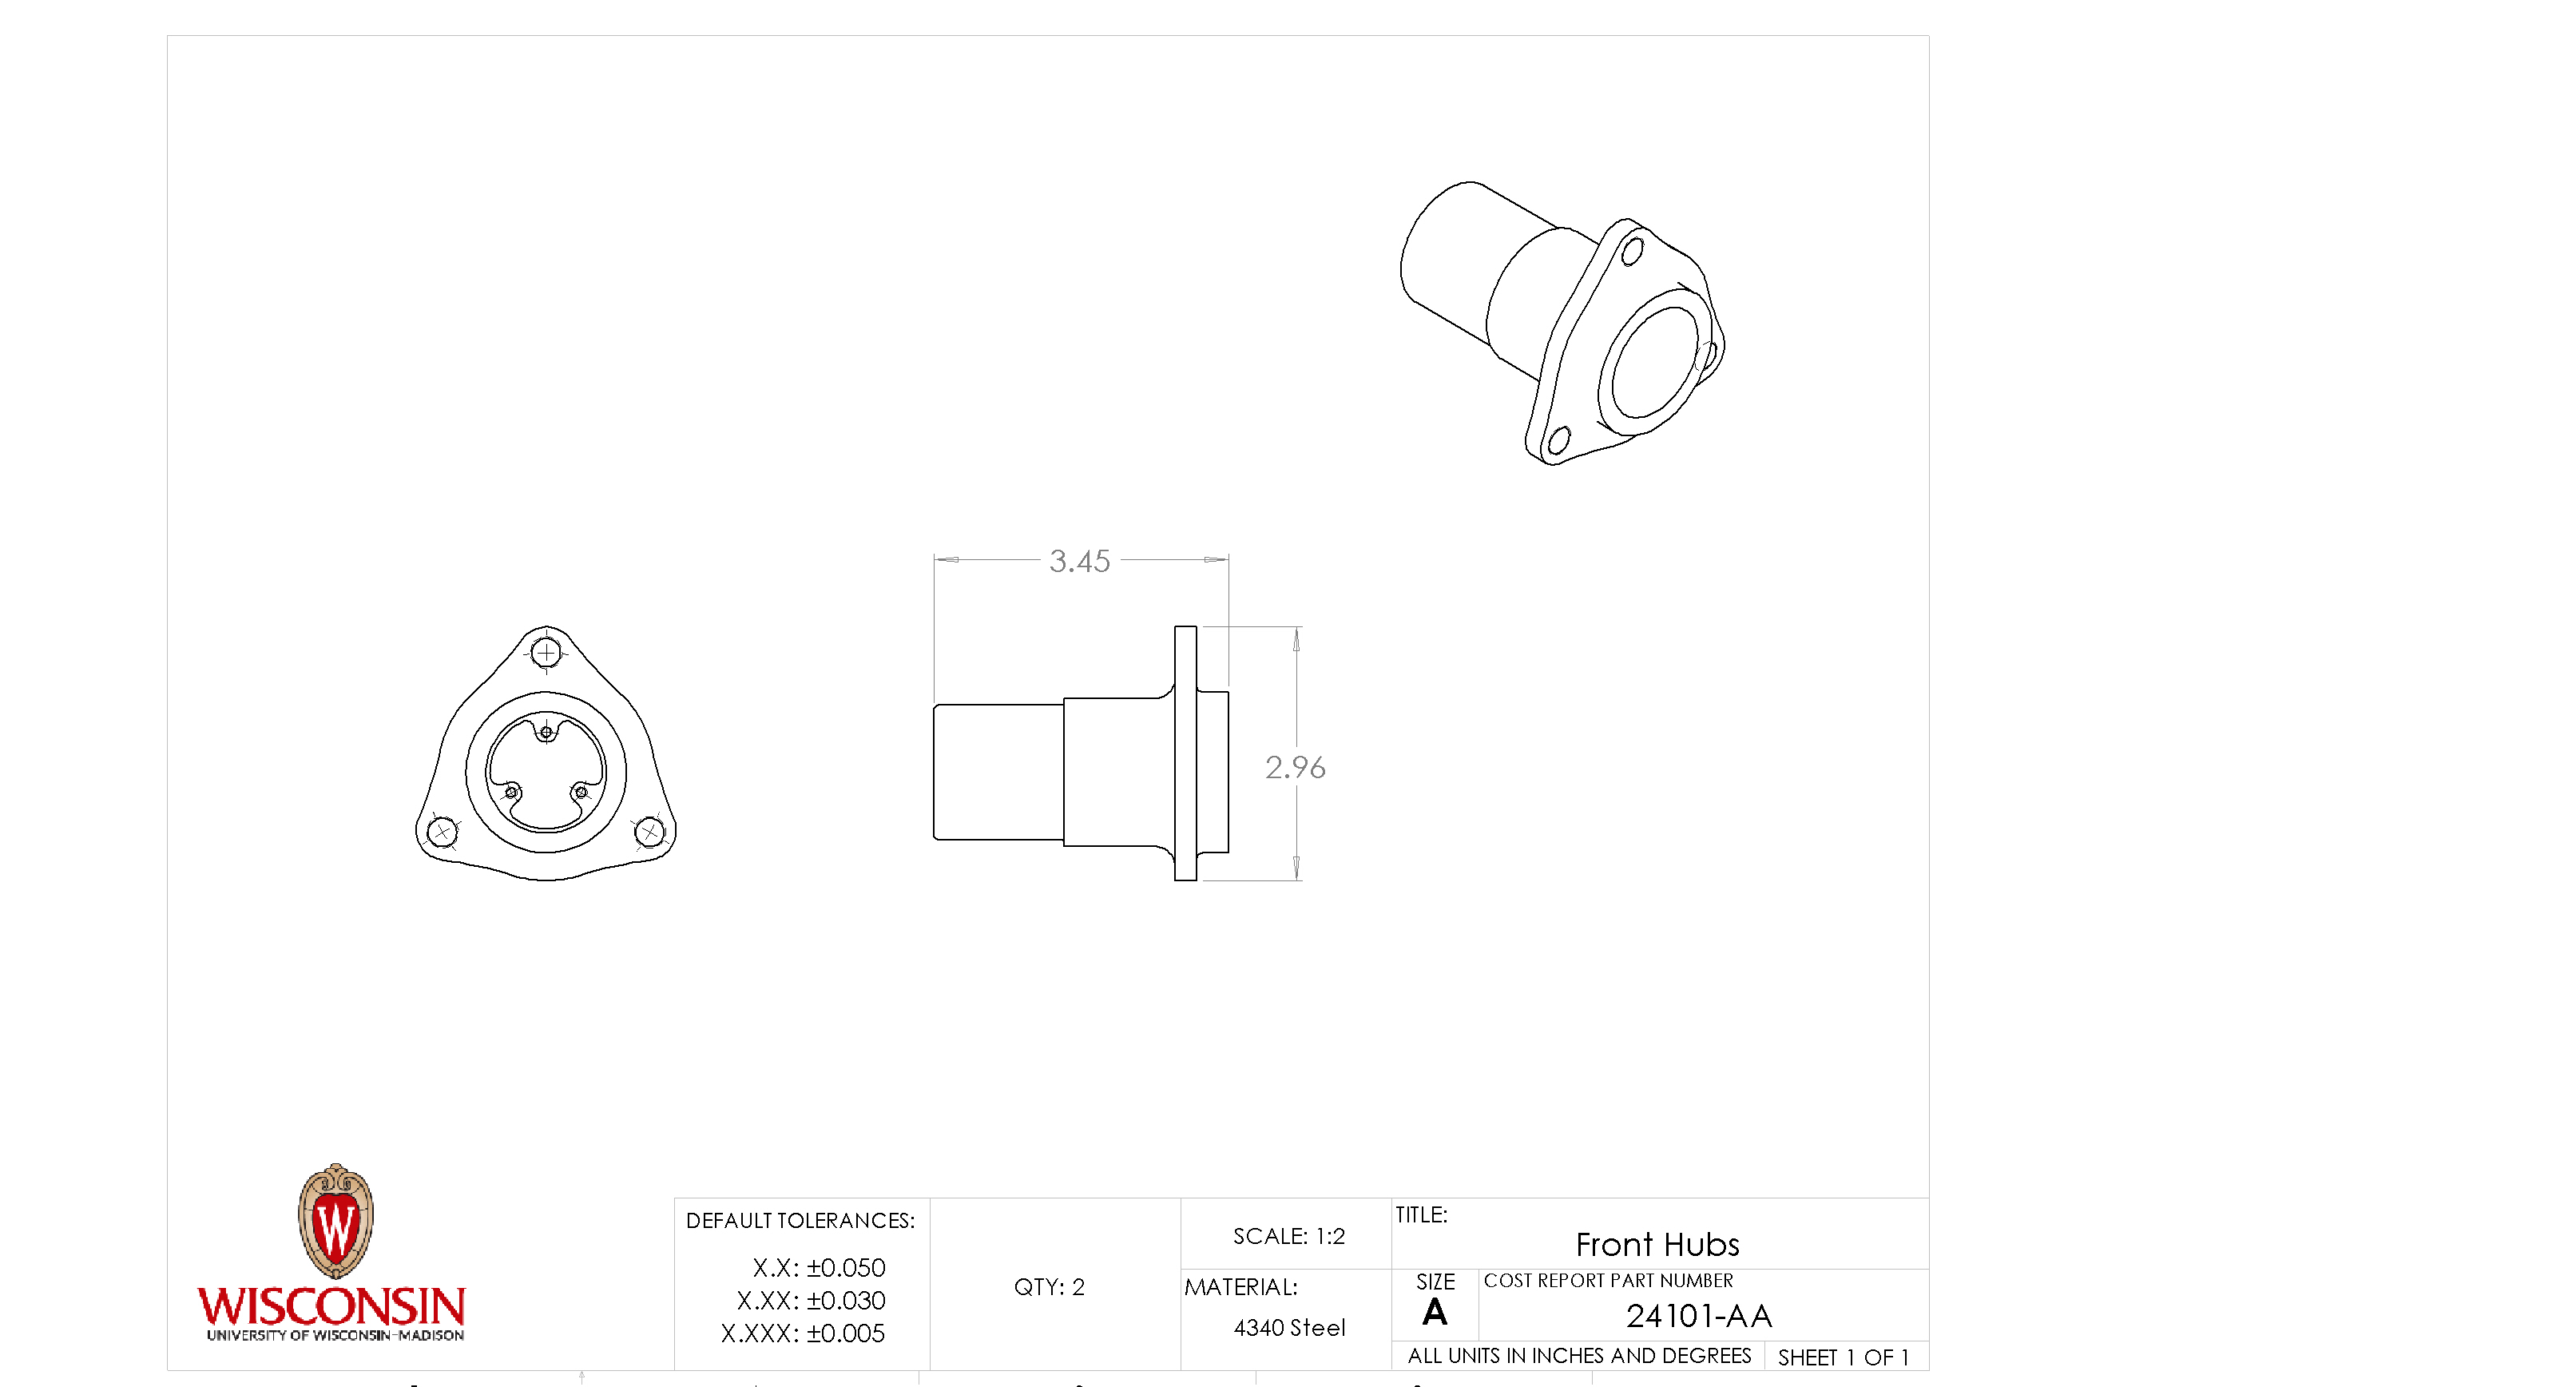 3.45
2.96
W
WISCONSIN
UNIVERSITY OF WISCONSIN-MADISON
DEFAULT TOLERANCES:
X.X: ±0.050
X.XX: ±0.030
X.XXX: ±0.005
QTY: 2
SCALE: 1:2
MATERIAL:
4340 Steel
TITLE:
Front Hubs
SIZE
A
COST REPORT PART NUMBER
24101-AA
ALL UNITS IN INCHES AND DEGREES
SHEET 1 OF 1